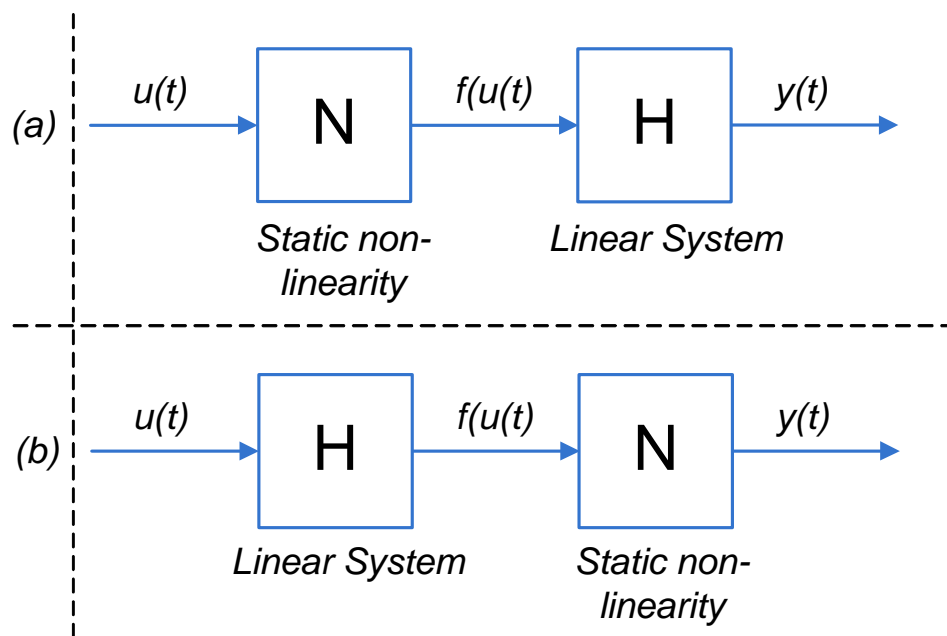 u(t) f(u(t) y(t)
(a) N H
Static non-
linearity
Linear System
u(t) f(u(t) y(t)
(b) H N
Linear System
Static non-
linearity